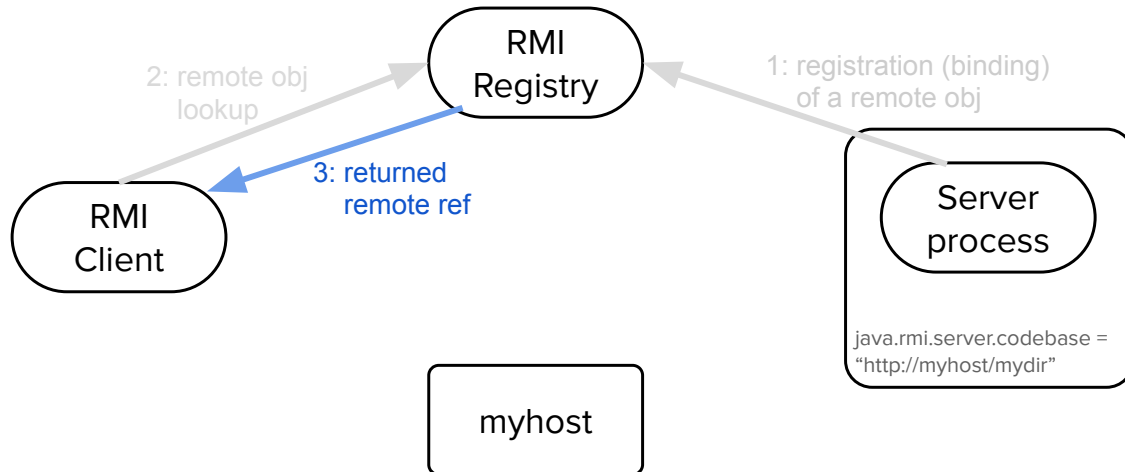 RMI
Registry
2: remote obj
lookup
1: registration (binding)
of a remote obj
3: returned
remote ref
RMI
Client
Server
process
java.rmi.server.codebase =
“http://myhost/mydir”
myhost